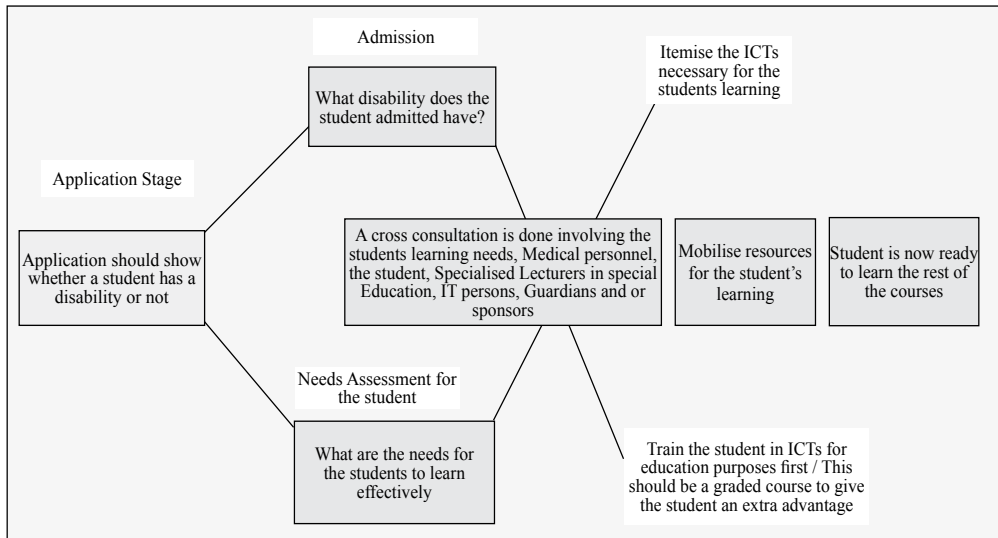 Admission
What disability does the
student admitted have?
Itemise the ICTs
necessary for the
students learning
Application Stage
Application should show
whether a student has a
disability or not
A cross consultation is done involving the
students learning needs, Medical personnel,
the student, Specialised Lecturers in special
Education, IT persons, Guardians and or
sponsors
Mobilise resources
for the student’s
learning
Student is now ready
to learn the rest of
the courses
Needs Assessment for
the student
What are the needs for
the students to learn
effectively
Train the student in ICTs for
education purposes first / This
should be a graded course to give
the student an extra advantage